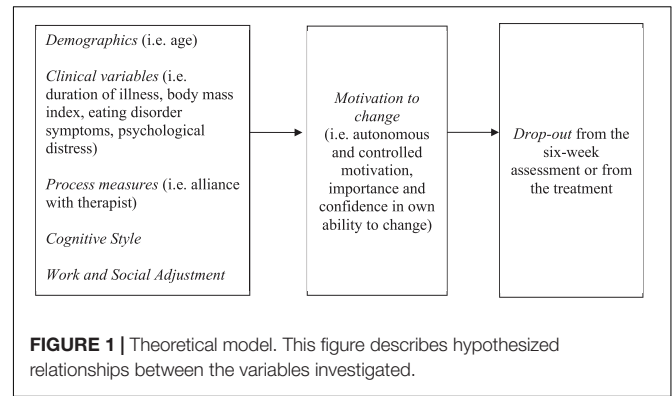 Demographics (i.e. age)
Clinical variables (i.e.
duration of illness, body mass
index, eating disorder
symptoms, psychological
distress)
Process measures (i.e. alliance
with therapist)
Cognitive Style
Work and Social Adjustment
Motivation to
change
(i.e. autonomous
and controlled
motivation,
importance and
confidence in own
ability to change)
Drop-out from the
six-week
assessment or from
the treatment
FIGURE 1 | Theoretical model. This figure describes hypothesized
relationships between the variables investigated.